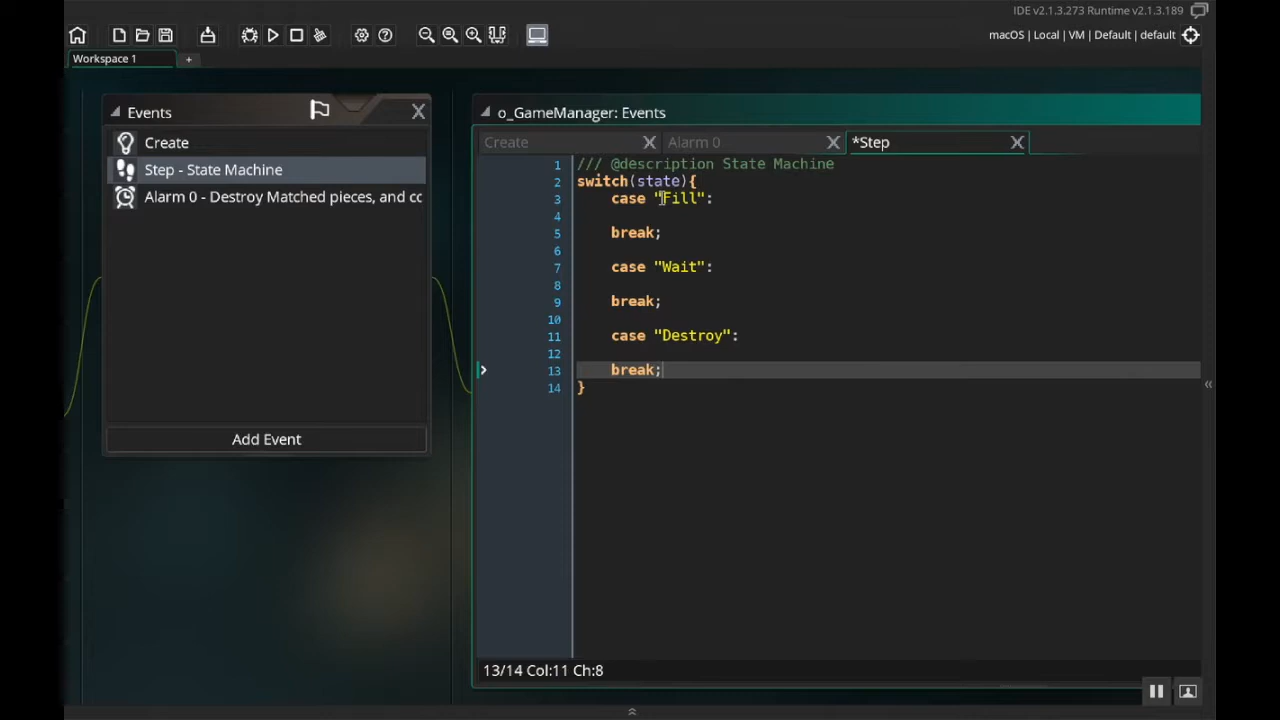 IDE v2.1.3.273 Runtime v2.1.3.189
macOS | Local | VM | Default | default
Workspace 1
+
Events
Create
Step - State Machine
Alarm 0 - Destroy Matched pieces, and co
Add Event
o_GameManager: Events
Create
Alarm 0
*Step
1 /// @description State Machine
2 switch(state){
3 case "Fill":
4
5 break;
6
7 case "Wait":
8
9 break;
10
11 case "Destroy":
12
13 break;
14 }
13/14 Col:11 Ch:8